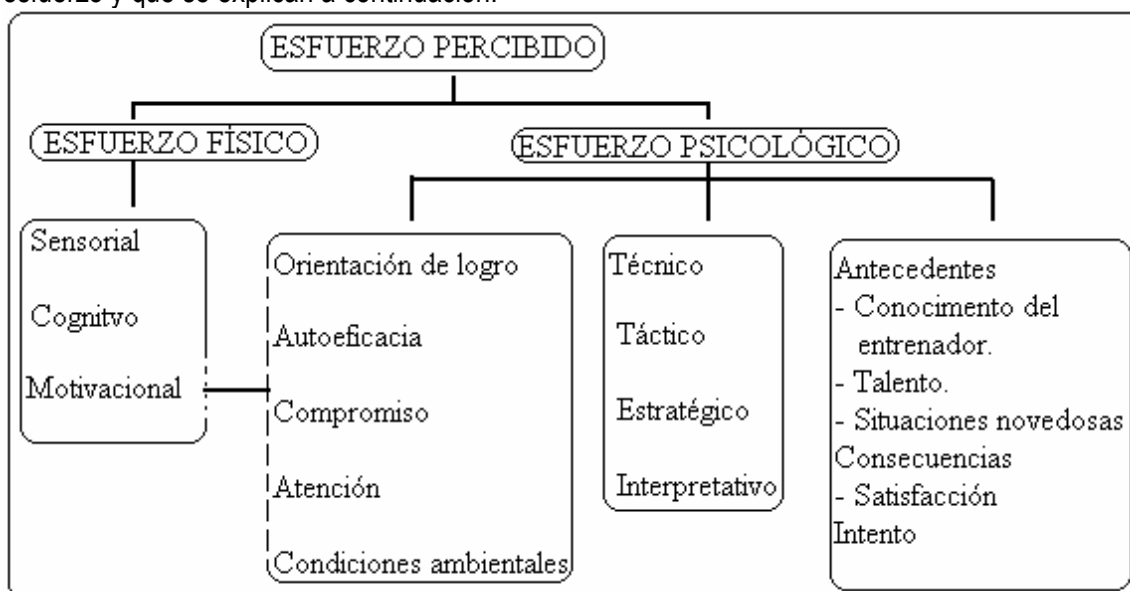 esfuerzo y que se explican a continuación:
ESFUERZO PERCIBIDO
ESFUERZO FÍSICO
ESFUERZO PSICOLÓGICO
Sensorial
Cognitvo
Motivacional
Orientación de logro
Autoeficacia
Compromiso
Atención
Condiciones ambientales
Técnico
Táctico
Estratégico
Interpretativo
Antecedentes
- Conocimento del
entrenador.
- Talento.
- Situaciones novedosas
Consecuencias
- Satisfacción
Intento